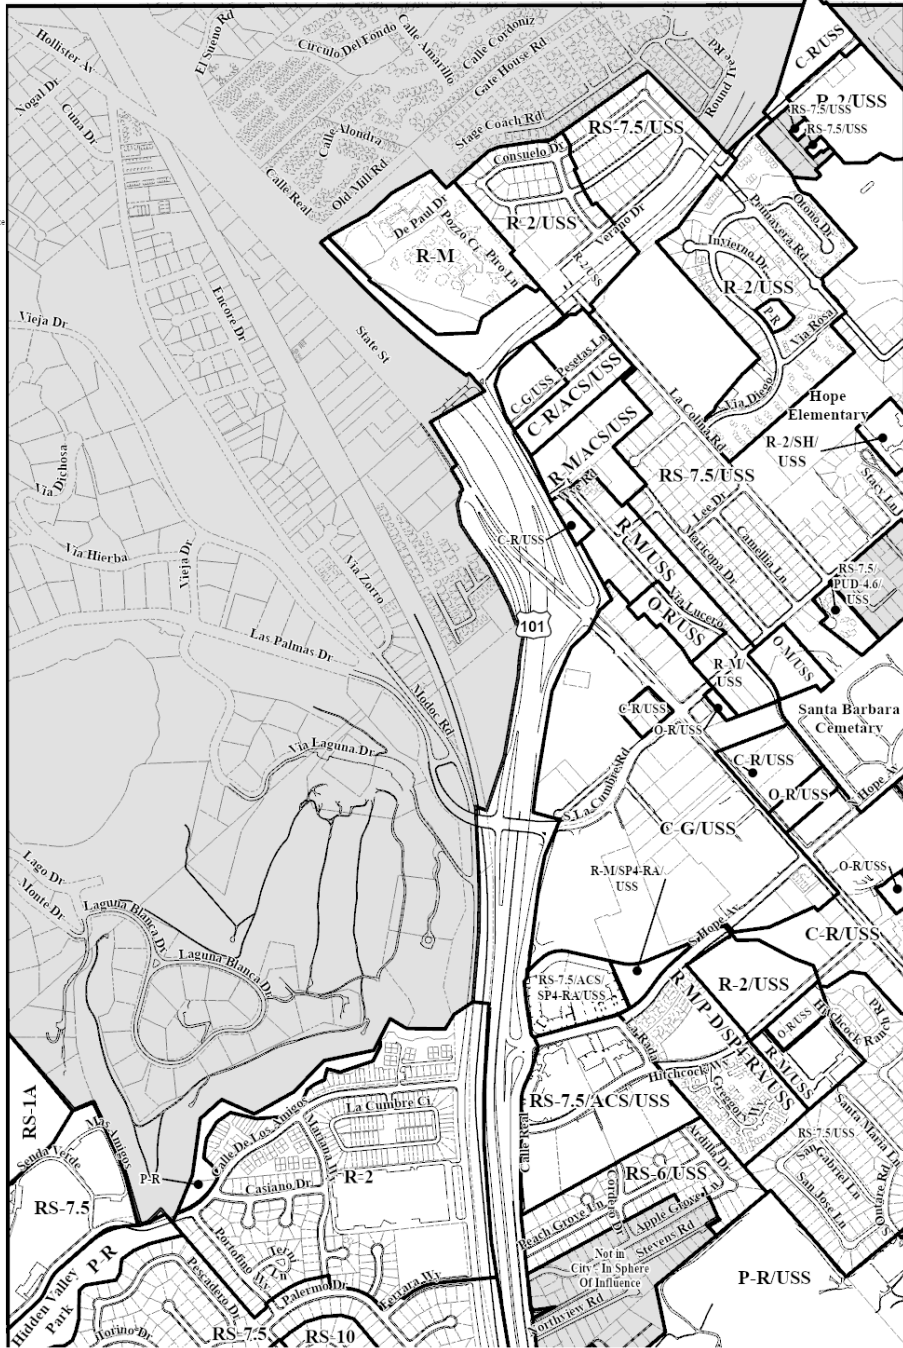 Hollister Av
El Sueno Rd
Circulo Del Fondo
Calle Amarillo
Calle Cordoniz
Gate House Rd
Round Tree Rd
C-R/USS
Nogal Dr
Cuna Dr
Stage Coach Rd
RS-7.5/USS
R-2/USS
RS-7.5/USS
RS-7.5/USS
Calle Alondra
Old Mill Rd
Calle Real
Consuelo Dr
De Paul Dr
Pozzo Ci
Piro Ln
R-M
R-2/USS
Verano Dr
R-2/USS
Primavera Rd
Otono Dr
Invierno Dr
R-2/USS
P-R
Via Rosa
Via Diego
Vieja Dr
Encore Dr
State St
C-G/USS
Pesetas Ln
C-R/ACS/USS
La Colina Rd
Hope
Elementary
R-2/SH/
USS
Stacy Ln
R-M/ACS/USS
RS-7.5/USS
Via Dichosa
Via Hierba
Vieja Dr
Via Zorro
C-R/USS
R-M/USS
Lee Dr
Maricopa Dr
Camellia Ln
RS-7.5/
PUD-4.6/
USS
101
Via Lucero
O-R/USS
O-M/USS
Las Palmas Dr
R-M/
USS
Modoc Rd
C-R/USS
O-R/USS
Santa Barbara
Cemetary
Via Laguna Dr
S La Cumbre Rd
C-R/USS
O-R/USS
S Hope Av
C-G/USS
Lago Dr
Monte Dr
R-M/SP4-RA/
USS
O-R/USS
Laguna Blanca Dr
Laguna Blanca Dr
S Hope Av
C-R/USS
RS-7.5/ACS/
SP4-RA/USS
R-M/P-D/SP4-RA/USS
R-2/USS
O-R/USS
Hitchcock Ranch Rd
R-M/USS
La Rada
Hitchcock Wy
Gregory Wy
RS-1A
Mas Amigos
Senda Verde
Calle De Los Amigos
La Cumbre Ci
Mariana Wy
RS-7.5/ACS/USS
Calle Real
RS-7.5/USS
Santa Maria Ln
San Gabriel Ln
San Jose Ln
S Ontare Rd
P-R
Casiano Dr
R-2
RS-6/USS
Ardilla Dr
RS-7.5
Cordero Dr
Peach Grove Ln
Apple Grove Ln
Stevens Rd
Not in
City - In Sphere
Of Influence
P-R
Hidden Valley
Park
Portofino Wy
Tern Ln
Pescadero Dr
Palermo Dr
Ferrara Wy
Torino Dr
RS-7.5
RS-10
Northview Rd
P-R/USS